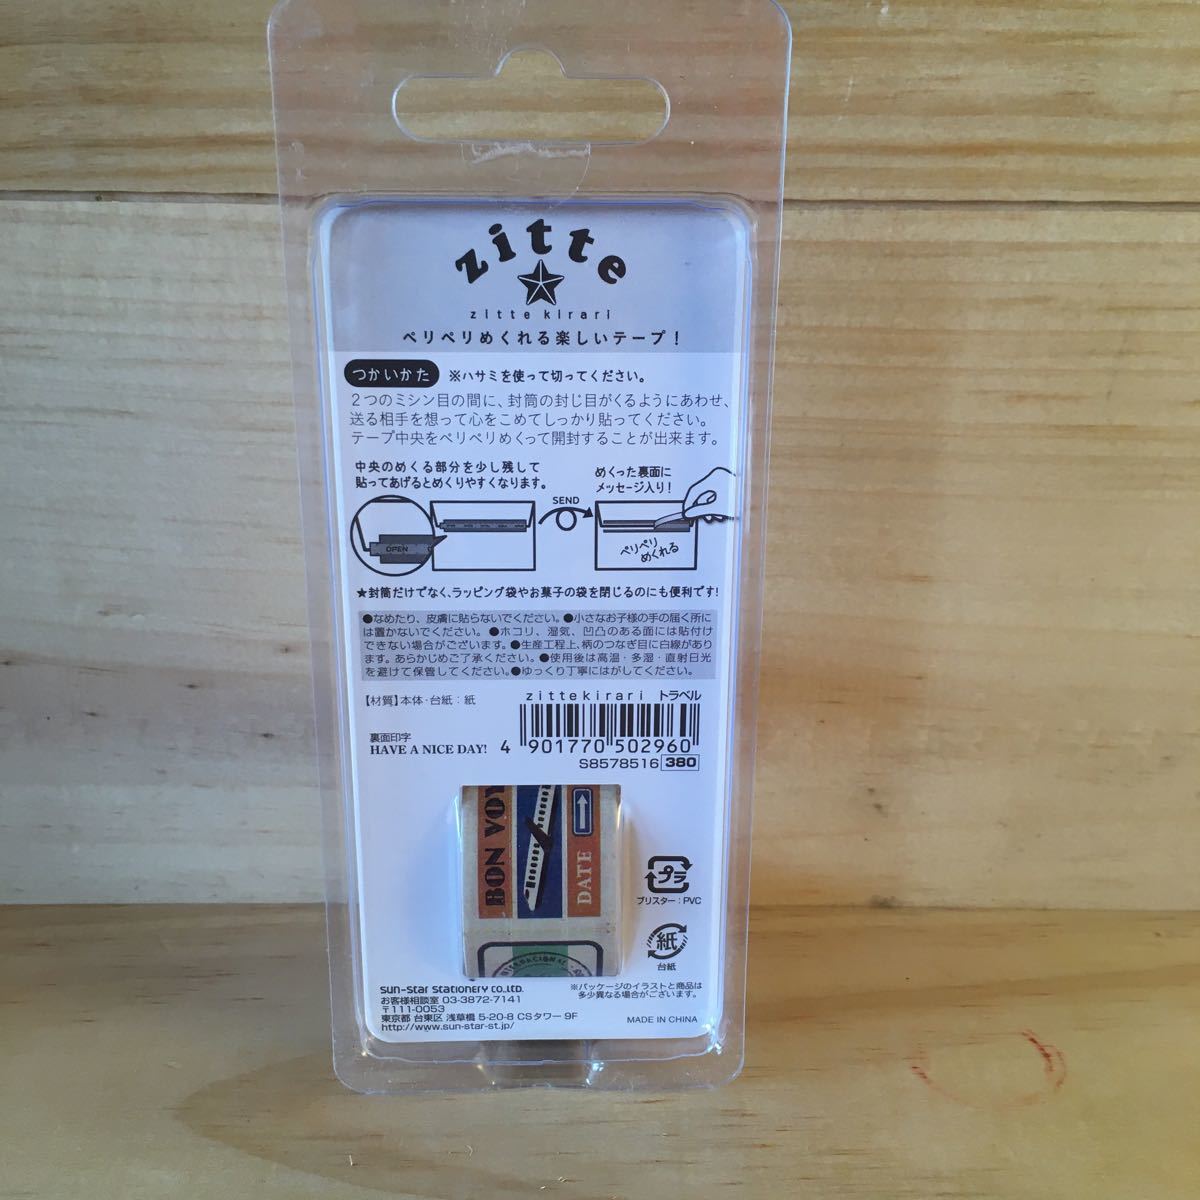 zitte
zitte kirari
ペリペリめくれる楽しいテープ！
つかいかた ※ハサミを使って切ってください。
2つのミシン目の間に、封筒の封じ目がくるようにあわせ、
送る相手を想って心をこめてしっかり貼ってください。
テープ中央をペリペリめくって開封することが出来ます。
中央のめくる部分を少し残して
貼ってあげるとめくりやすくなります。
めくった裏面に
メッセージ入り！
SEND
OPEN
ペリペリ
めくれる
★封筒だけでなく、ラッピング袋やお菓子の袋を閉じるのにも便利です!
●なめたり、皮膚に貼らないでください。●小さなお子様の手の届く所に
は置かないでください。●ホコリ、湿気、凹凸のある面には貼付け
できない場合がございます。●生産工程上、柄のつなぎ目に白線があり
ます。あらかじめご了承ください。●使用後は高温・多湿・直射日光
を避けて保管してください。●ゆっくり丁寧にはがしてください。
【材質】本体・台紙：紙
zittekirari トラベル
裏面印字
HAVE A NICE DAY!
4 901770 502960
S8578516 380
BON VOY
DATE
プラ
ブリスター：PVC
紙
台紙
sun-star stationery co.,ltd.
お客様相談室 03-3872-7141
〒111-0053
東京都 台東区 浅草橋 5-20-8 CSタワー 9F
http://www.sun-star-st.jp/
※パッケージのイラストと商品は
多少異なる場合がございます。
MADE IN CHINA